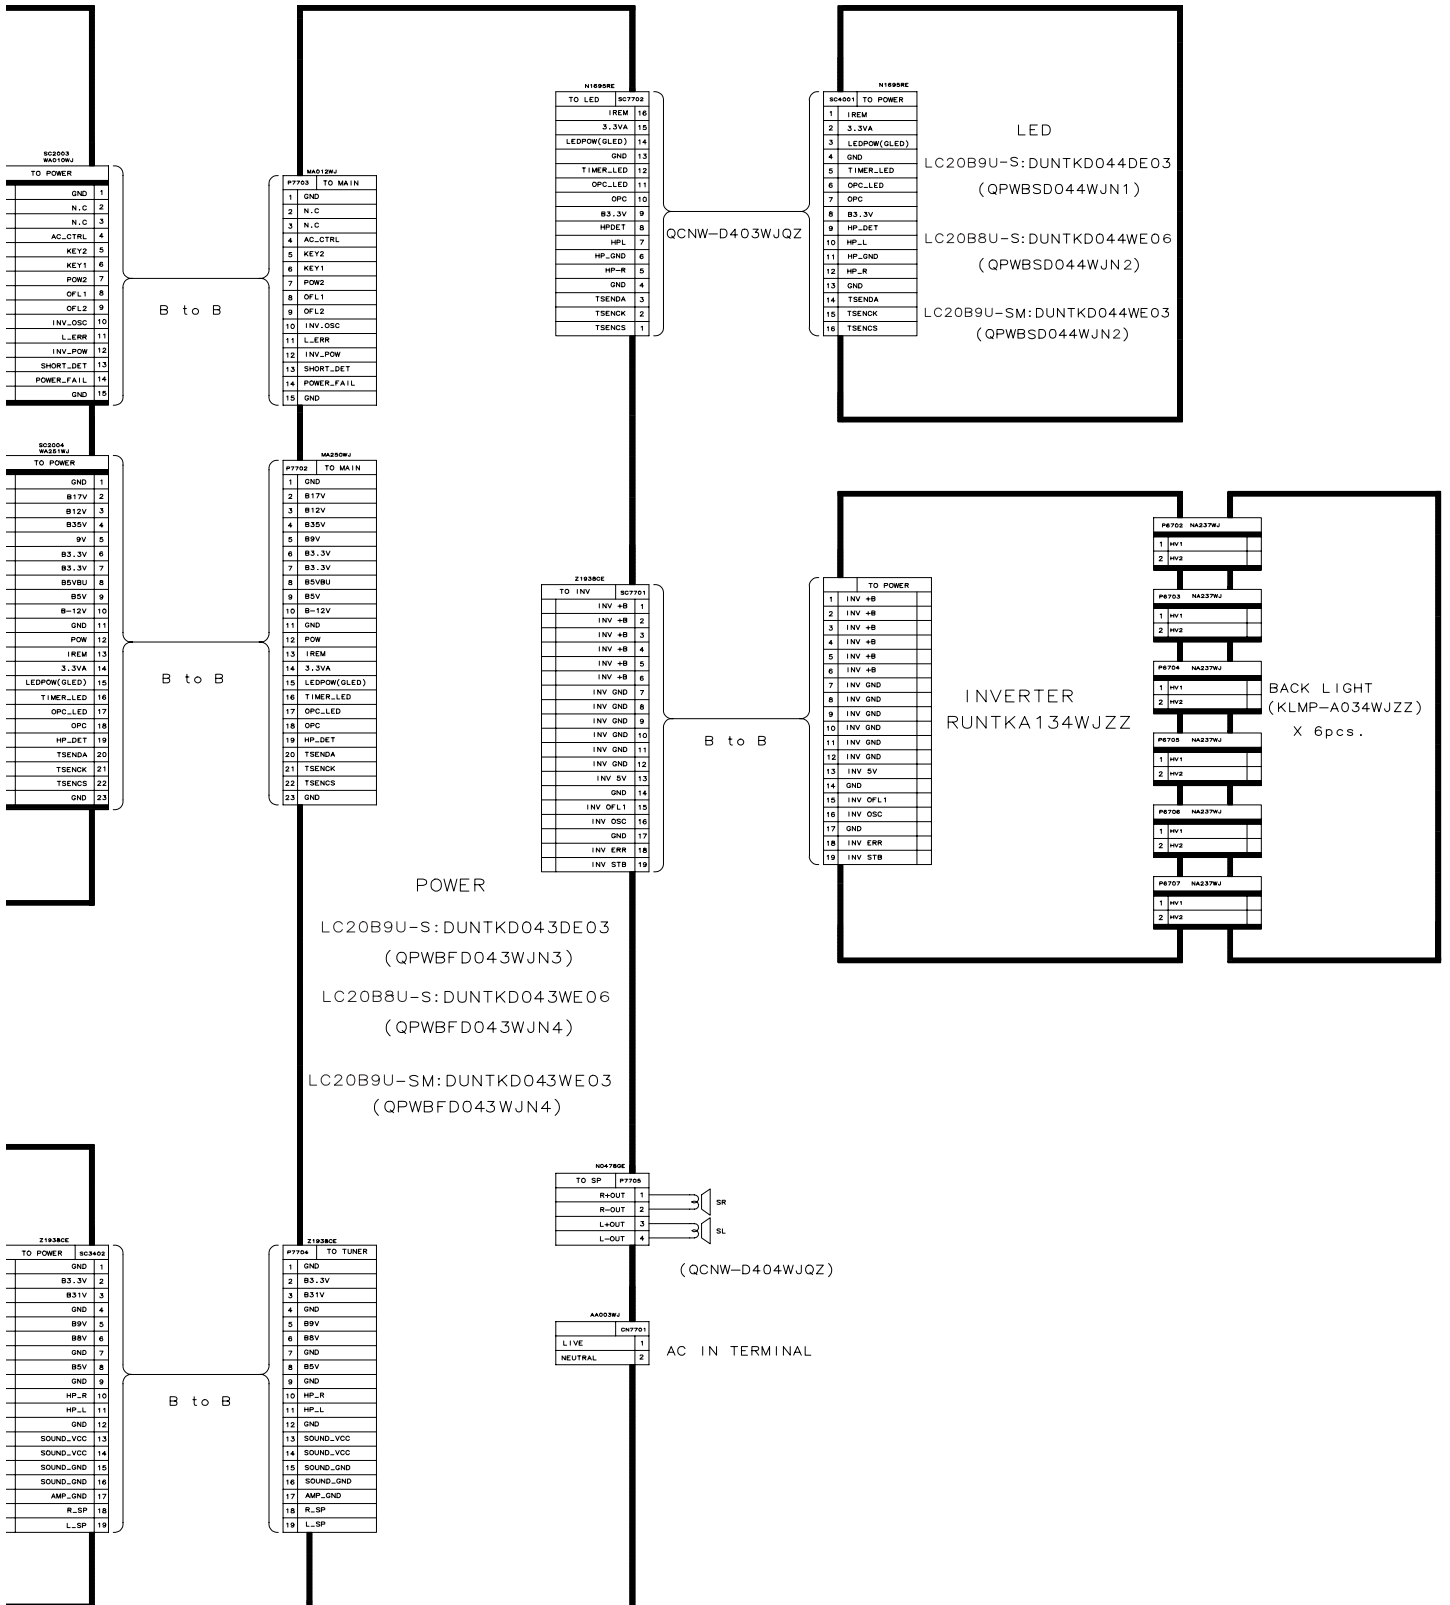 SC2003
WA010WJ
TO POWER
GND 1
N.C 2
N.C 3
AC_CTRL 4
KEY2 5
KEY1 6
POW2 7
OFL1 8
OFL2 9
INV_OSC 10
L_ERR 11
INV_POW 12
SHORT_DET 13
POWER_FAIL 14
GND 15
B to B
MA012WJ
P7703 TO MAIN
1 GND
2 N.C
3 N.C
4 AC_CTRL
5 KEY2
6 KEY1
7 POW2
8 OFL1
9 OFL2
10 INV.OSC
11 L_ERR
12 INV_POW
13 SHORT_DET
14 POWER_FAIL
15 GND
SC2004
WA251WJ
TO POWER
GND 1
B17V 2
B12V 3
B35V 4
9V 5
B3.3V 6
B3.3V 7
B5VBU 8
B5V 9
B-12V 10
GND 11
POW 12
IREM 13
3.3VA 14
LEDPOW(GLED) 15
TIMER_LED 16
OPC_LED 17
OPC 18
HP_DET 19
TSENDA 20
TSENCK 21
TSENCS 22
GND 23
B to B
MA250WJ
P7702 TO MAIN
1 GND
2 B17V
3 B12V
4 B35V
5 B9V
6 B3.3V
7 B3.3V
8 B5VBU
9 B5V
10 B-12V
11 GND
12 POW
13 IREM
14 3.3VA
15 LEDPOW(GLED)
16 TIMER_LED
17 OPC_LED
18 OPC
19 HP_DET
20 TSENDA
21 TSENCK
22 TSENCS
23 GND
Z1938CE
TO POWER SC3402
GND 1
B3.3V 2
B31V 3
GND 4
B9V 5
B8V 6
GND 7
B5V 8
GND 9
HP_R 10
HP_L 11
GND 12
SOUND_VCC 13
SOUND_VCC 14
SOUND_GND 15
SOUND_GND 16
AMP_GND 17
R_SP 18
L_SP 19
B to B
Z1938CE
P7704 TO TUNER
1 GND
2 B3.3V
3 B31V
4 GND
5 B9V
6 B8V
7 GND
8 B5V
9 GND
10 HP_R
11 HP_L
12 GND
13 SOUND_VCC
14 SOUND_VCC
15 SOUND_GND
16 SOUND_GND
17 AMP_GND
18 R_SP
19 L_SP
POWER
LC20B9U-S:DUNTKD043DE03
(QPWBFD043WJN3)
LC20B8U-S:DUNTKD043WE06
(QPWBFD043WJN4)
LC20B9U-SM:DUNTKD043WE03
(QPWBFD043WJN4)
N1695RE
TO LED SC7702
IREM 16
3.3VA 15
LEDPOW(GLED) 14
GND 13
TIMER_LED 12
OPC_LED 11
OPC 10
B3.3V 9
HPDET 8
HPL 7
HP_GND 6
HP-R 5
GND 4
TSENDA 3
TSENCK 2
TSENCS 1
QCNW-D403WJQZ
N1695RE
SC4001 TO POWER
1 IREM
2 3.3VA
3 LEDPOW(GLED)
4 GND
5 TIMER_LED
6 OPC_LED
7 OPC
8 B3.3V
9 HP_DET
10 HP_L
11 HP_GND
12 HP_R
13 GND
14 TSENDA
15 TSENCK
16 TSENCS
LED
LC20B9U-S:DUNTKD044DE03
(QPWBSD044WJN1)
LC20B8U-S:DUNTKD044WE06
(QPWBSD044WJN2)
LC20B9U-SM:DUNTKD044WE03
(QPWBSD044WJN2)
Z1938CE
TO INV SC7701
INV +B 1
INV +B 2
INV +B 3
INV +B 4
INV +B 5
INV +B 6
INV GND 7
INV GND 8
INV GND 9
INV GND 10
INV GND 11
INV GND 12
INV 5V 13
GND 14
INV OFL1 15
INV OSC 16
GND 17
INV ERR 18
INV STB 19
B to B
TO POWER
1 INV +B
2 INV +B
3 INV +B
4 INV +B
5 INV +B
6 INV +B
7 INV GND
8 INV GND
9 INV GND
10 INV GND
11 INV GND
12 INV GND
13 INV 5V
14 GND
15 INV OFL1
16 INV OSC
17 GND
18 INV ERR
19 INV STB
INVERTER
RUNTKA134WJZZ
P6702 NA237WJ
1 HV1
2 HV2
P6703 NA237WJ
1 HV1
2 HV2
P6704 NA237WJ
1 HV1
2 HV2
P6705 NA237WJ
1 HV1
2 HV2
P6706 NA237WJ
1 HV1
2 HV2
P6707 NA237WJ
1 HV1
2 HV2
BACK LIGHT
(KLMP-A034WJZZ)
X 6pcs.
N0478GE
TO SP P7705
R+OUT 1
R-OUT 2
L+OUT 3
L-OUT 4
SR
SL
(QCNW-D404WJQZ)
AA003WJ
CN7701
LIVE 1
NEUTRAL 2
AC IN TERMINAL